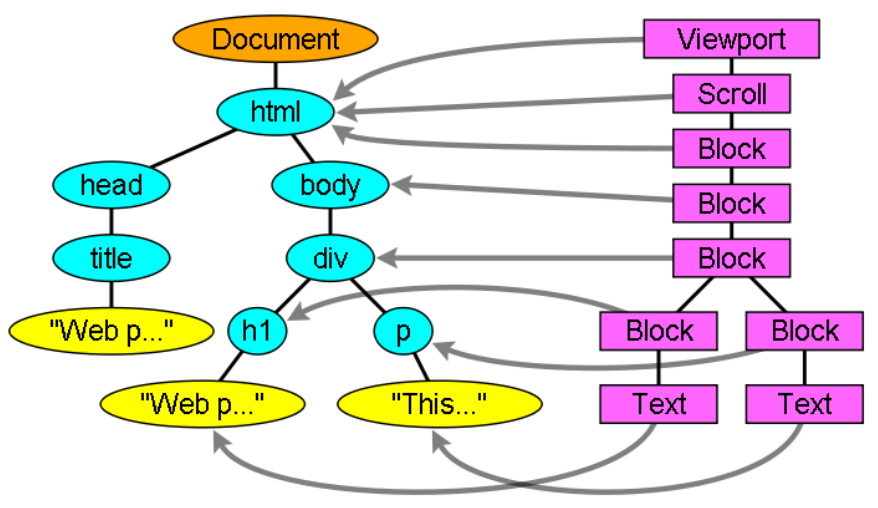 Document
Viewport
html
Scroll
Block
head
body
Block
title
div
Block
"Web p..."
h1
p
Block
Block
"Web p..."
"This..."
Text
Text